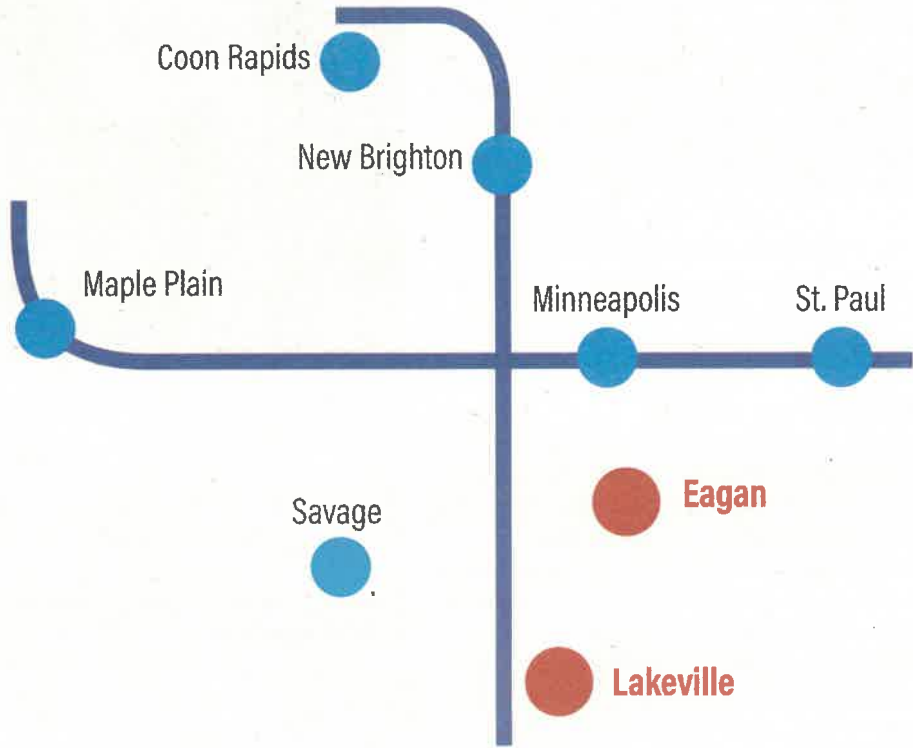 Coon Rapids
New Brighton
Maple Plain
Minneapolis
St. Paul
Eagan
Savage
Lakeville